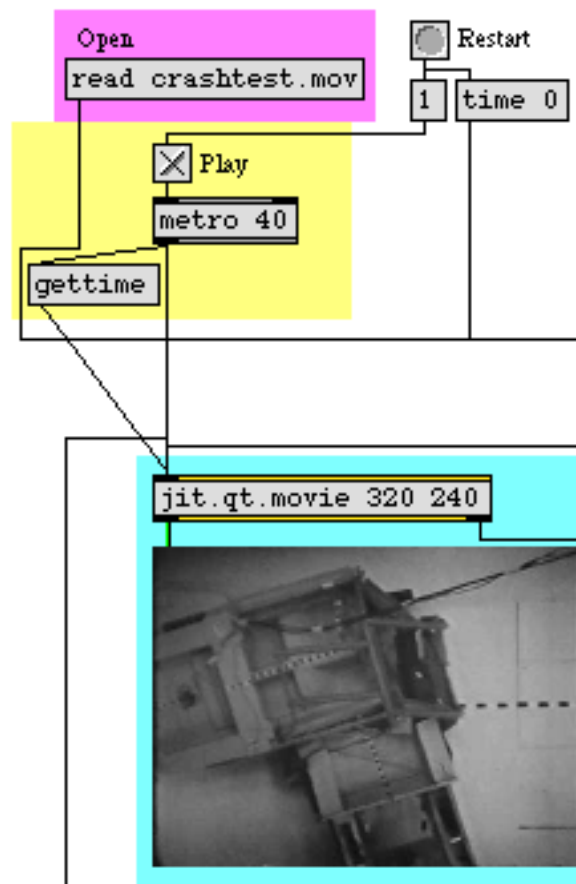 Open
Restart
read crashtest.mov
1
time 0
Play
metro 40
gettime
jit.qt.movie 320 240